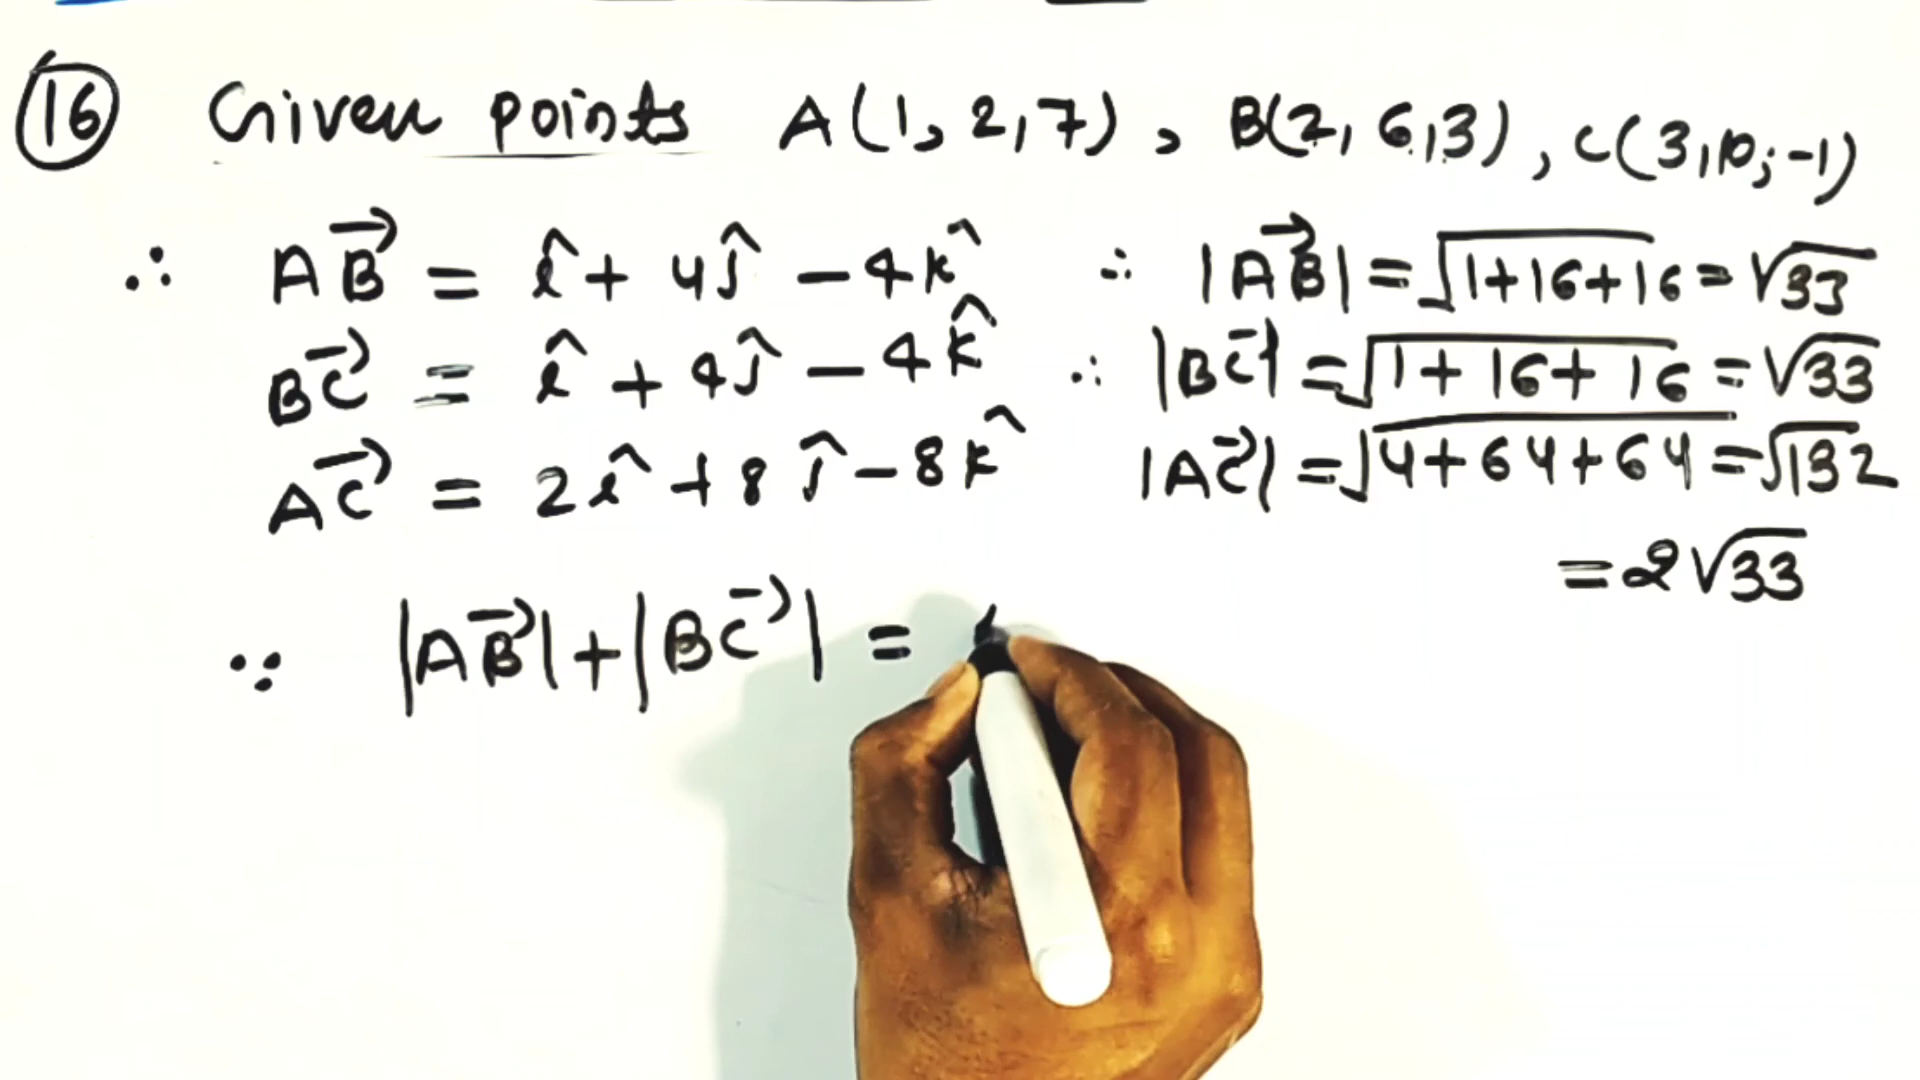 16 Given points A(1, 2, 7), B(2, 6, 3), C(3, 10, -1)
∴ AB⃗ = î + 4ĵ - 4k̂ ∴ |AB⃗| = √1+16+16 = √33
BC⃗ = î + 4ĵ - 4k̂ ∴ |BC⃗| = √1+16+16 = √33
AC⃗ = 2î + 8ĵ - 8k̂ |AC⃗| = √4+64+64 = √132
= 2√33
∵ |AB⃗| + |BC⃗| =